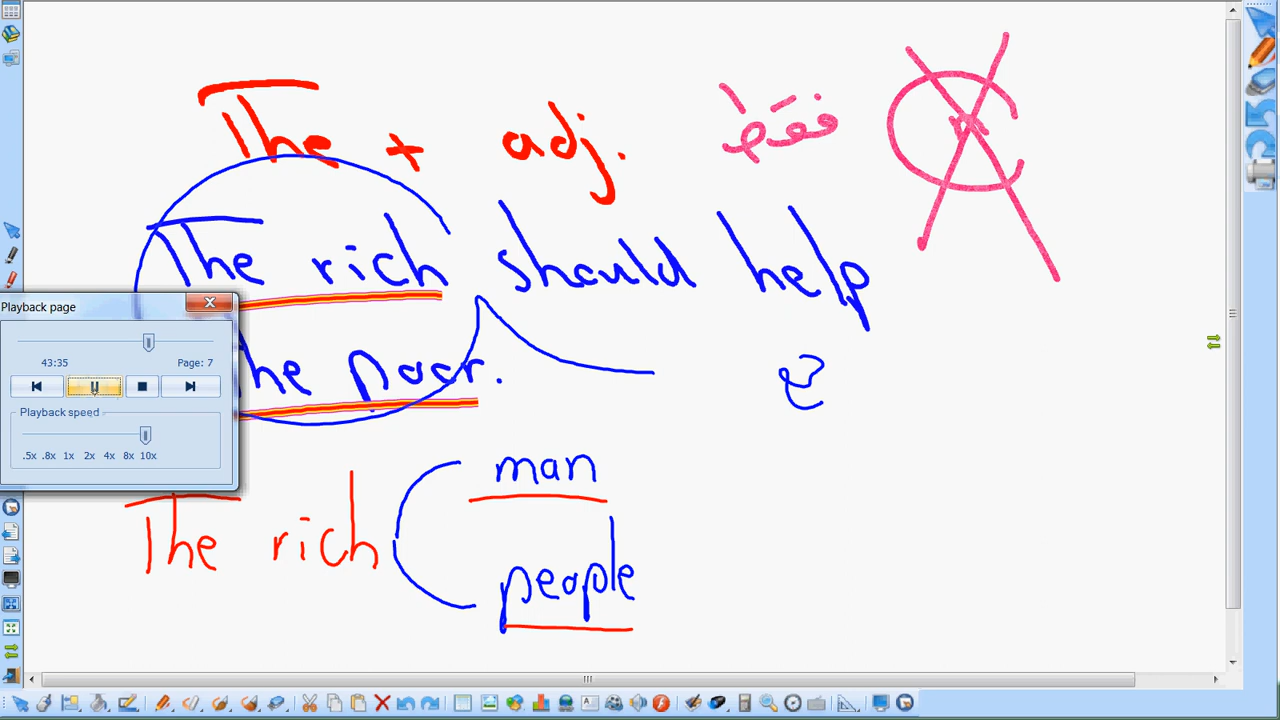 The + adj. فقط n
The rich should help
the poor. ج
The rich man
people
Playback page
43:35 Page: 7
Playback speed
.5x .8x 1x 2x 4x 8x 10x